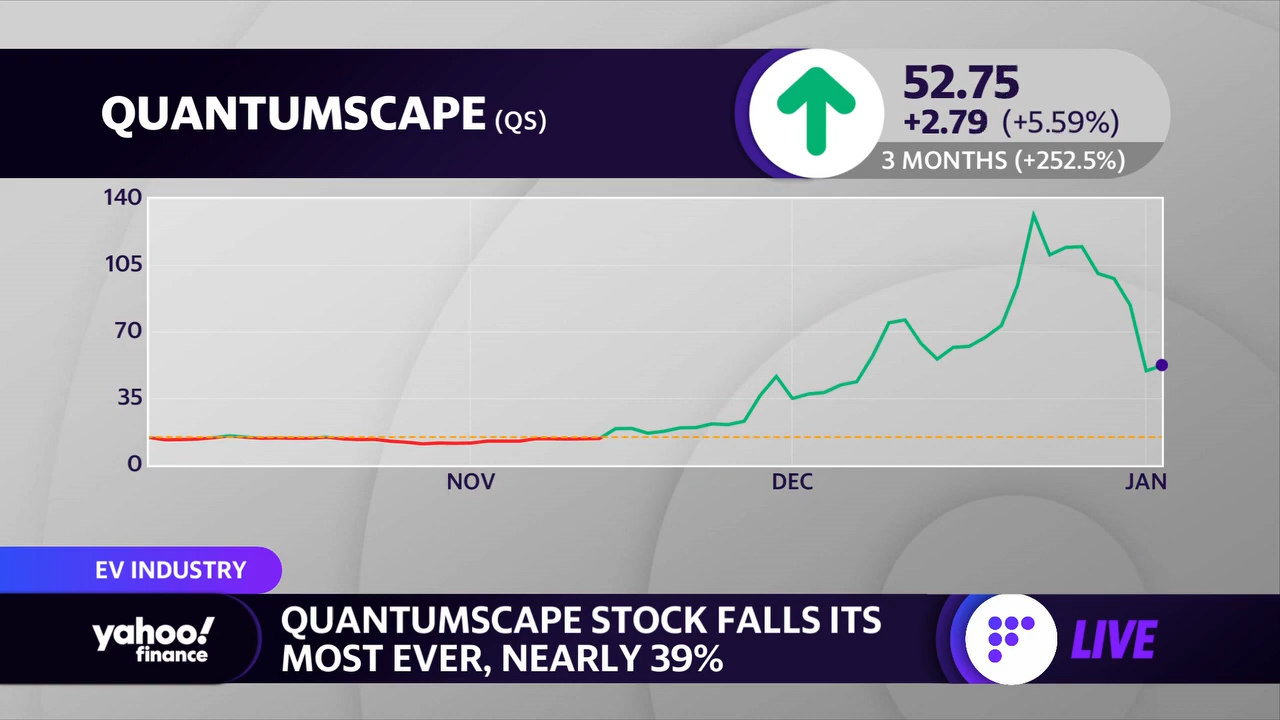 QUANTUMSCAPE (QS)
52.75
+2.79 (+5.59%)
3 MONTHS (+252.5%)
140
105
70
35
0
NOV DEC JAN
EV INDUSTRY
yahoo!
finance
QUANTUMSCAPE STOCK FALLS ITS
MOST EVER, NEARLY 39%
LIVE